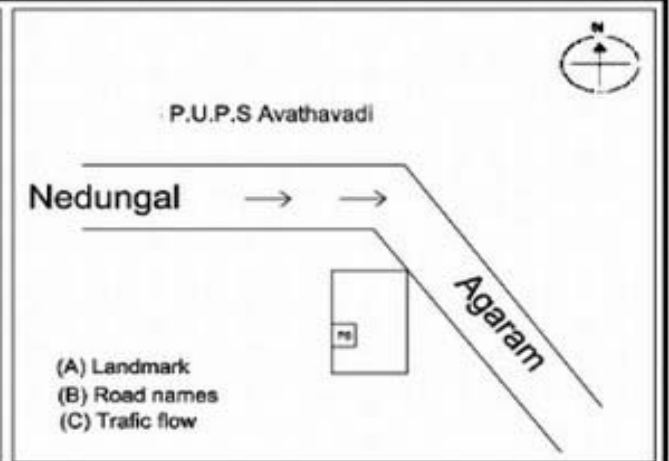 N
P.U.P.S Avathavadi
Nedungal
Agaram
PS
(A) Landmark
(B) Road names
(C) Trafic flow